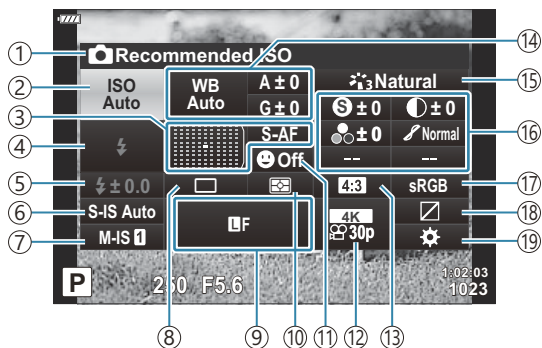 ① Recommended ISO
⑭
② ISO Auto
WB Auto
A±0
G±0
3 Natural
⑮
③
S-AF
S±0
±0
⑯
④
Off
±0
Normal
--
--
⑤ ±0.0
4:3
sRGB
⑰
⑥ S-IS Auto
⑱
⑦ M-IS 1
LF
4K
30p
⑲
P
250 F5.6
1:02:03
1023
⑧ ⑨ ⑩ ⑪ ⑫ ⑬